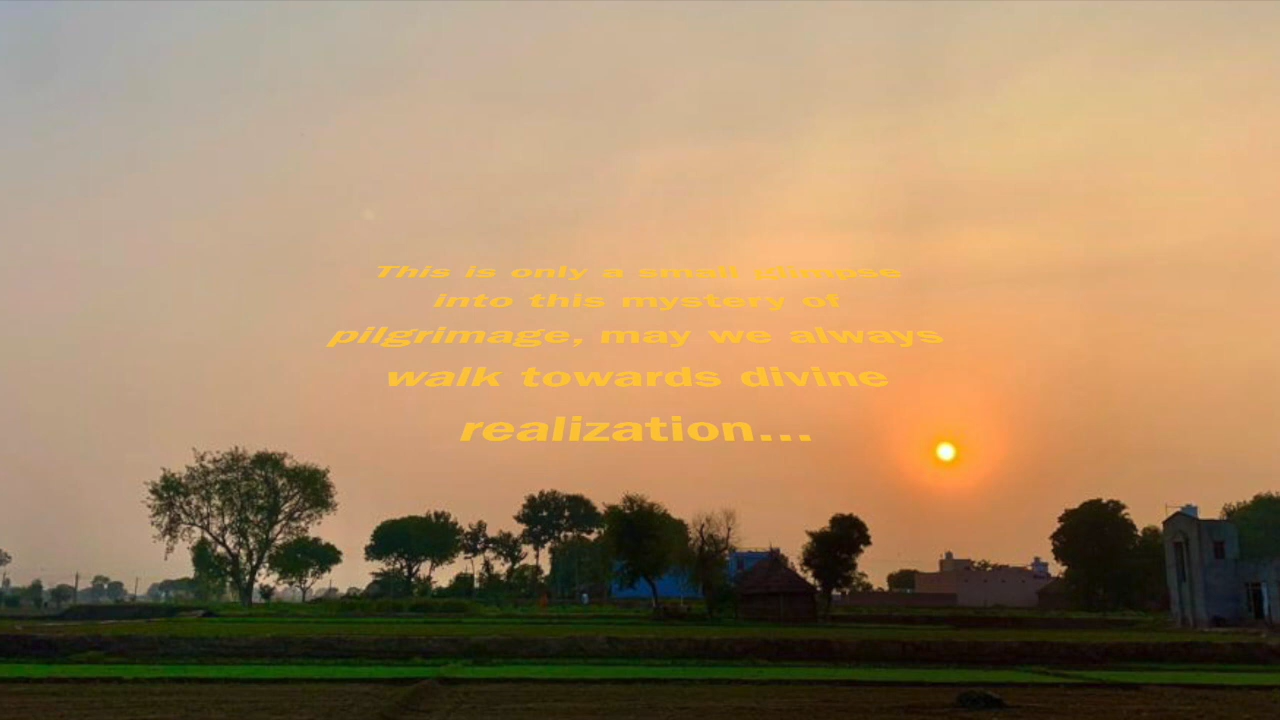 This is only a small glimpse
into this mystery of
pilgrimage, may we always
walk towards divine
realization...